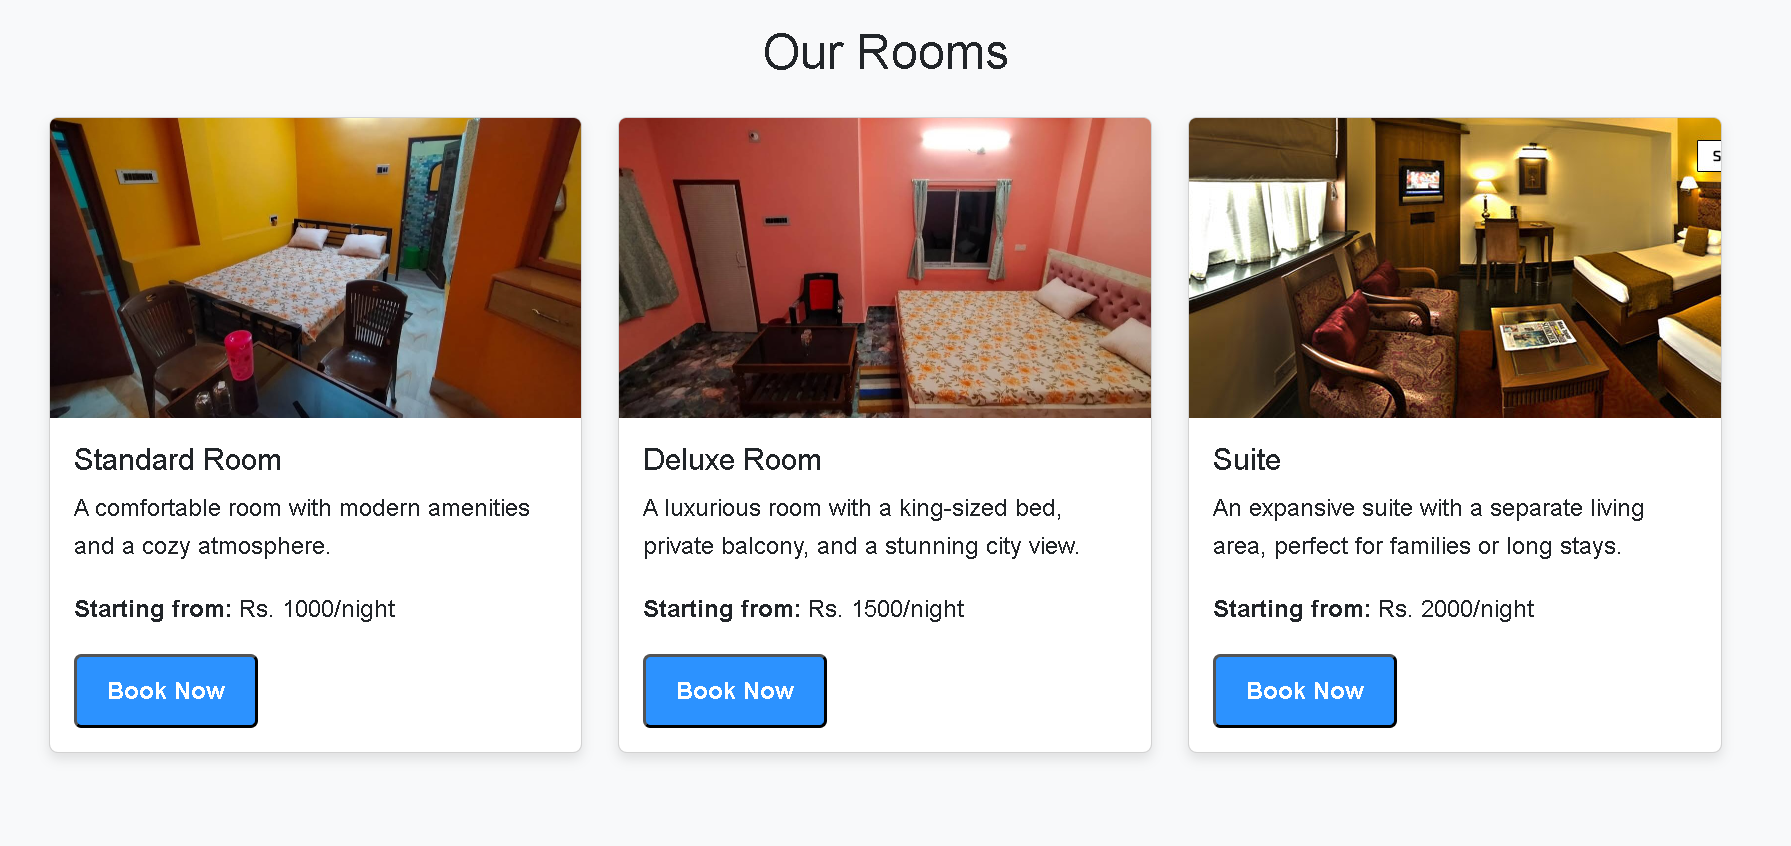 Our Rooms
Standard Room
A comfortable room with modern amenities
and a cozy atmosphere.
Starting from: Rs. 1000/night
Book Now
Deluxe Room
A luxurious room with a king-sized bed,
private balcony, and a stunning city view.
Starting from: Rs. 1500/night
Book Now
Suite
An expansive suite with a separate living
area, perfect for families or long stays.
Starting from: Rs. 2000/night
Book Now